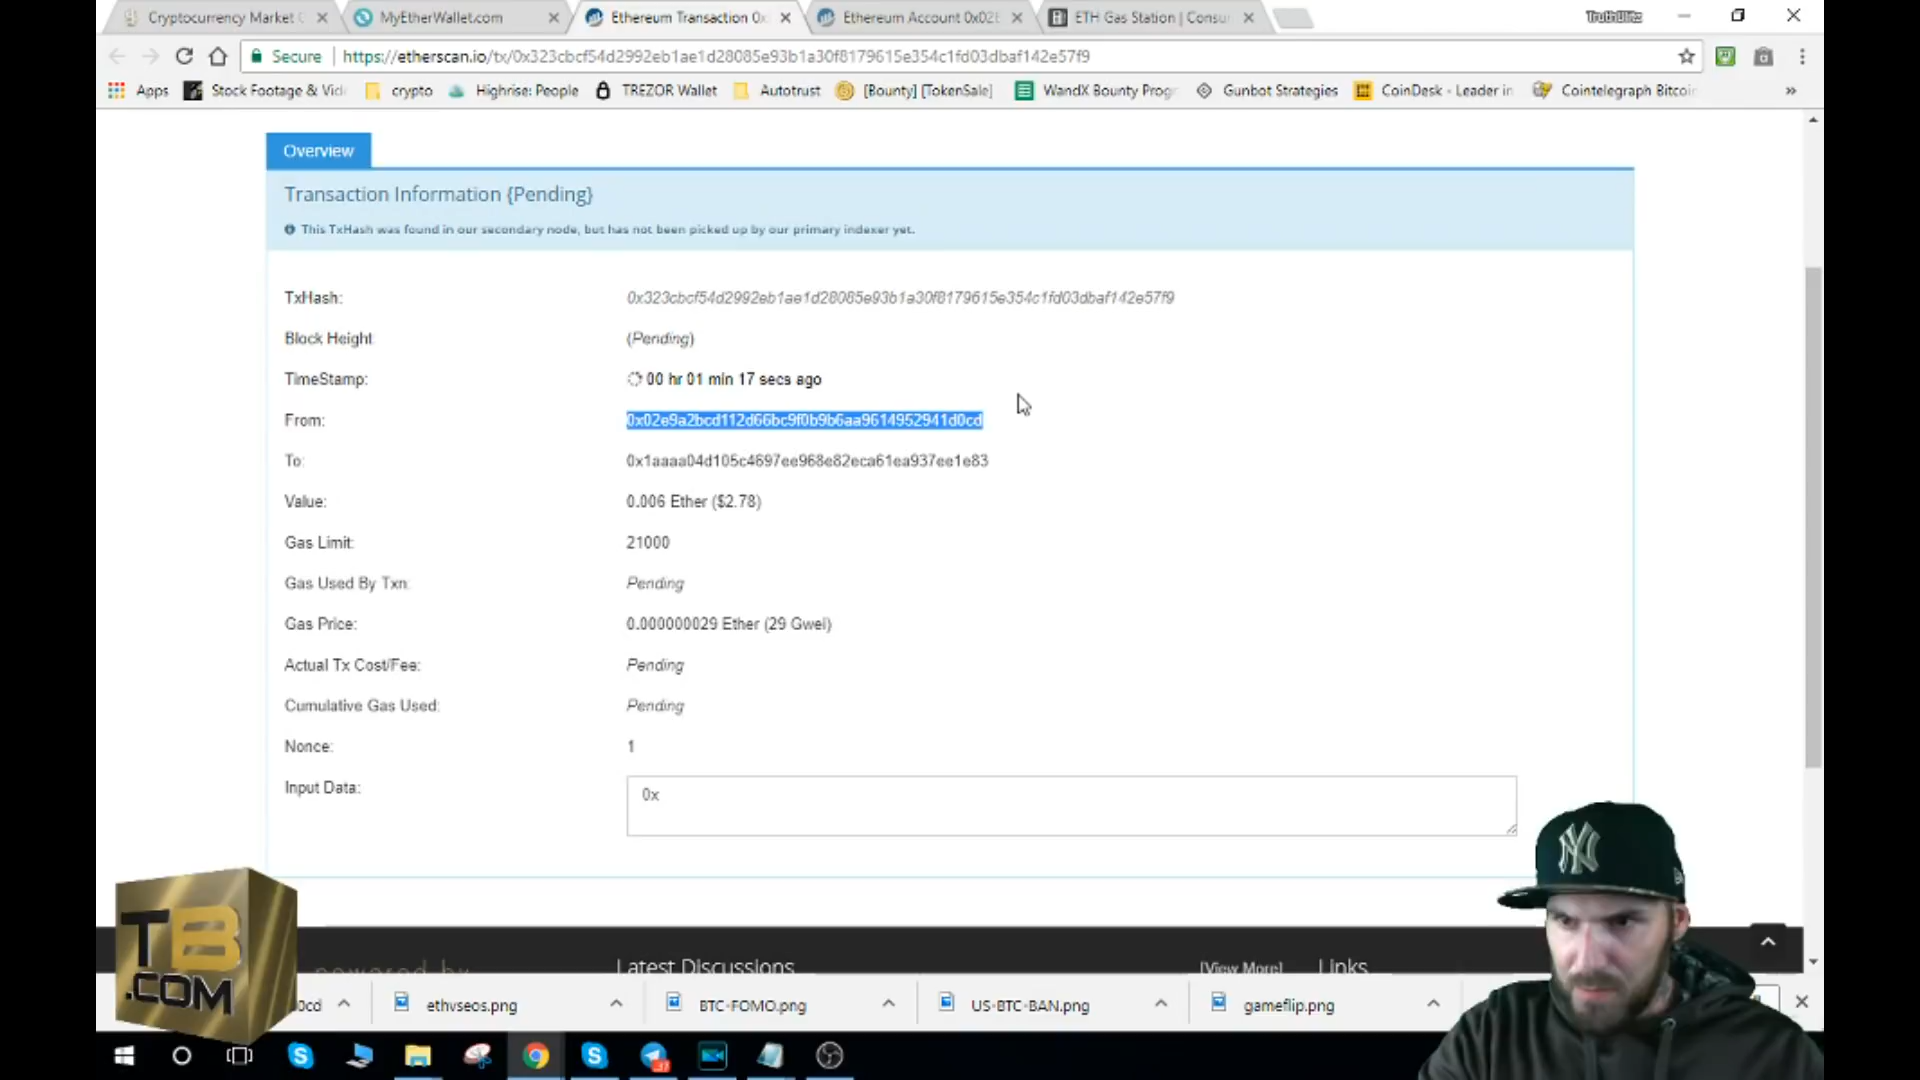 Cryptocurrency Market
MyEtherWallet.com
Ethereum Transaction 0x
Ethereum Account 0x02
ETH Gas Station | Consu
TruthBlitz
Secure
https://etherscan.io/tx/0x323cbcf54d2992eb1ae1d28085e93b1a30f8179615e354c1fd03dbaf142e57f9
Apps
Stock Footage & Vid
crypto
Highrise: People
TREZOR Wallet
Autotrust
[Bounty] [TokenSale]
WandX Bounty Prog
Gunbot Strategies
CoinDesk - Leader in
Cointelegraph Bitcoin
Overview
Transaction Information {Pending}
This TxHash was found in our secondary node, but has not been picked up by our primary indexer yet.
TxHash: 0x323cbcf54d2992eb1ae1d28085e93b1a30f8179615e354c1fd03dbaf142e57f9
Block Height (Pending)
TimeStamp: 00 hr 01 min 17 secs ago
From: 0x02e9a2bcd112d66bc9f0b9b6aa9614952941d0cd
To: 0x1aaaa04d105c4697ee968e82eca61ea937ee1e83
Value: 0.006 Ether ($2.78)
Gas Limit: 21000
Gas Used By Txn: Pending
Gas Price: 0.000000029 Ether (29 Gwei)
Actual Tx Cost/Fee: Pending
Cumulative Gas Used: Pending
Nonce: 1
Input Data: 0x
powered by
Latest Discussions
[View More]
Links
TB
.COM
0cd
ethvseos.png
BTC-FOMO.png
US-BTC-BAN.png
gameflip.png
NY